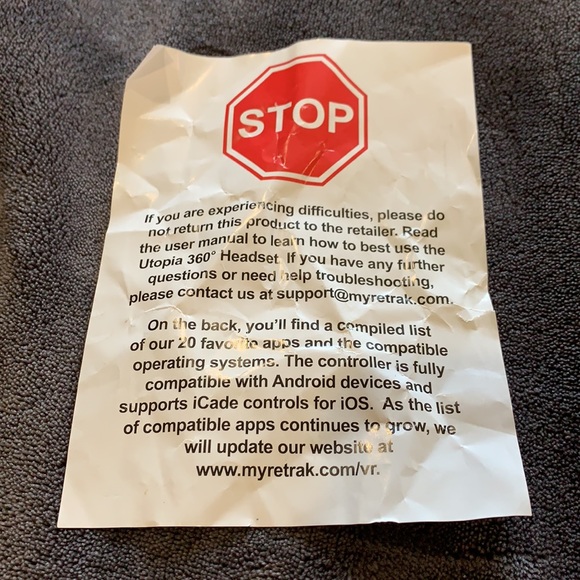 STOP
If you are experiencing difficulties, please do
not return this product to the retailer. Read
the user manual to learn how to best use the
Utopia 360° Headset. If you have any further
questions or need help troubleshooting,
please contact us at support@myretrak.com.
On the back, you'll find a compiled list
of our 20 favorite apps and the compatible
operating systems. The controller is fully
compatible with Android devices and
supports iCade controls for iOS. As the list
of compatible apps continues to grow, we
will update our website at
www.myretrak.com/vr.